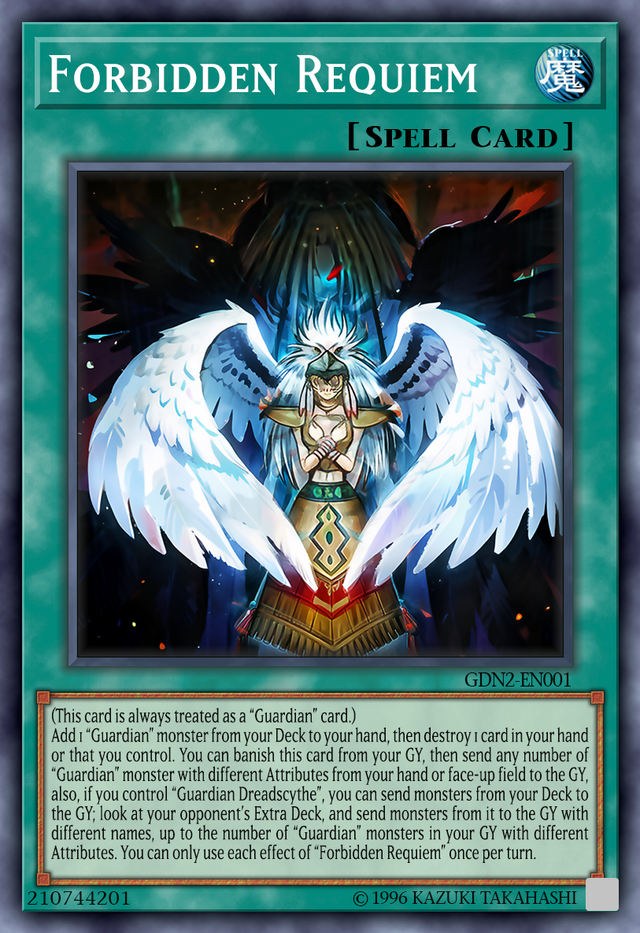 FORBIDDEN REQUIEM
SPELL
魔
[SPELL CARD]
GDN2-EN001
(This card is always treated as a “Guardian” card.)
Add 1 “Guardian” monster from your Deck to your hand, then destroy 1 card in your hand
or that you control. You can banish this card from your GY, then send any number of
“Guardian” monster with different Attributes from your hand or face-up field to the GY,
also, if you control “Guardian Dreadscythe”, you can send monsters from your Deck to
the GY; look at your opponent's Extra Deck, and send monsters from it to the GY with
different names, up to the number of “Guardian” monsters in your GY with different
Attributes. You can only use each effect of “Forbidden Requiem” once per turn.
210744201
© 1996 KAZUKI TAKAHASHI